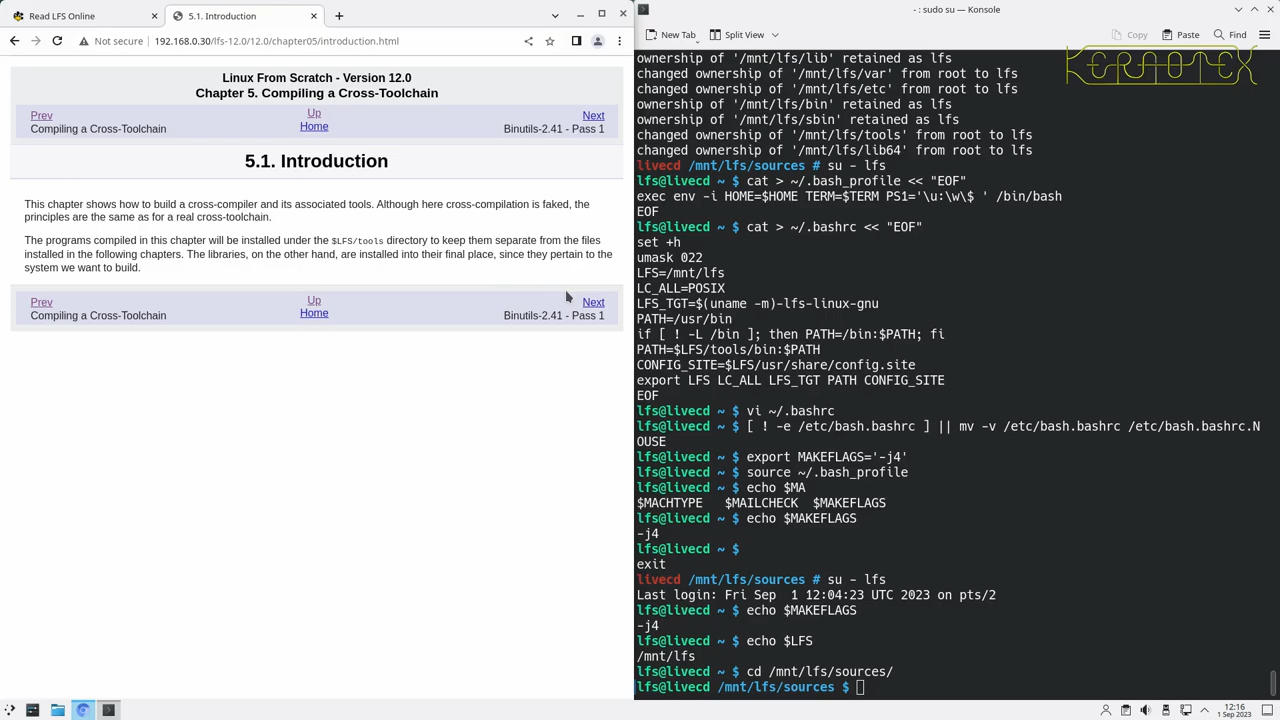 Read LFS Online
5.1. Introduction
Not secure
192.168.0.30/lfs-12.0/12.0/chapter05/introduction.html
Linux From Scratch - Version 12.0
Chapter 5. Compiling a Cross-Toolchain
Prev
Up
Next
Compiling a Cross-Toolchain
Home
Binutils-2.41 - Pass 1
5.1. Introduction
This chapter shows how to build a cross-compiler and its associated tools. Although here cross-compilation is faked, the
principles are the same as for a real cross-toolchain.
The programs compiled in this chapter will be installed under the $LFS/tools directory to keep them separate from the files
installed in the following chapters. The libraries, on the other hand, are installed into their final place, since they pertain to the
system we want to build.
Prev
Up
Next
Compiling a Cross-Toolchain
Home
Binutils-2.41 - Pass 1
- : sudo su — Konsole
New Tab
Split View
Copy
Paste
Find
KERNOTEX
ownership of '/mnt/lfs/lib' retained as lfs
changed ownership of '/mnt/lfs/var' from root to lfs
changed ownership of '/mnt/lfs/etc' from root to lfs
ownership of '/mnt/lfs/bin' retained as lfs
ownership of '/mnt/lfs/sbin' retained as lfs
changed ownership of '/mnt/lfs/tools' from root to lfs
changed ownership of '/mnt/lfs/lib64' from root to lfs
livecd /mnt/lfs/sources # su - lfs
lfs@livecd ~ $ cat > ~/.bash_profile << "EOF"
exec env -i HOME=$HOME TERM=$TERM PS1='\u:\w\$ ' /bin/bash
EOF
lfs@livecd ~ $ cat > ~/.bashrc << "EOF"
set +h
umask 022
LFS=/mnt/lfs
LC_ALL=POSIX
LFS_TGT=$(uname -m)-lfs-linux-gnu
PATH=/usr/bin
if [ ! -L /bin ]; then PATH=/bin:$PATH; fi
PATH=$LFS/tools/bin:$PATH
CONFIG_SITE=$LFS/usr/share/config.site
export LFS LC_ALL LFS_TGT PATH CONFIG_SITE
EOF
lfs@livecd ~ $ vi ~/.bashrc
lfs@livecd ~ $ [ ! -e /etc/bash.bashrc ] || mv -v /etc/bash.bashrc /etc/bash.bashrc.N
OUSE
lfs@livecd ~ $ export MAKEFLAGS='-j4'
lfs@livecd ~ $ source ~/.bash_profile
lfs@livecd ~ $ echo $MA
$MACHTYPE   $MAILCHECK  $MAKEFLAGS
lfs@livecd ~ $ echo $MAKEFLAGS
-j4
lfs@livecd ~ $
exit
livecd /mnt/lfs/sources # su - lfs
Last login: Fri Sep  1 12:04:23 UTC 2023 on pts/2
lfs@livecd ~ $ echo $MAKEFLAGS
-j4
lfs@livecd ~ $ echo $LFS
/mnt/lfs
lfs@livecd ~ $ cd /mnt/lfs/sources/
lfs@livecd /mnt/lfs/sources $
12:16
1 Sep 2023